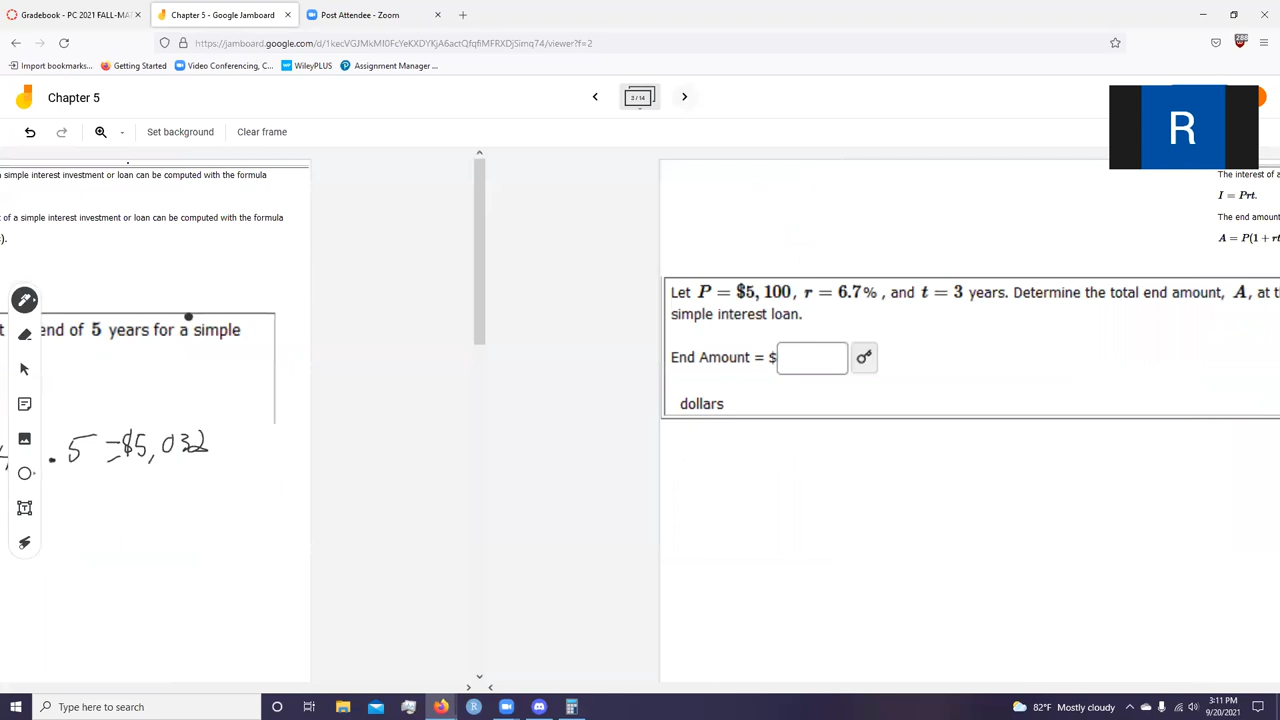 Gradebook - PC 2021 FALL-MAT
Chapter 5 - Google Jamboard
Post Attendee - Zoom
https://jamboard.google.com/d/1kecVGJMkMI0FcYeKXDYKjA6actQfqfiMFRXDjSimq74/viewer?f=2
288
Import bookmarks...
Getting Started
Video Conferencing, C...
WileyPLUS
Assignment Manager ...
Chapter 5
3 / 14
R
Set background
Clear frame
a simple interest investment or loan can be computed with the formula
t of a simple interest investment or loan can be computed with the formula
).
t end of 5 years for a simple
. 5 = $5,032
The interest of a
I = Prt.
The end amount
A = P(1 + rt
Let P = $5,100, r = 6.7%, and t = 3 years. Determine the total end amount, A, at th
simple interest loan.
End Amount = $
dollars
Type here to search
82°F Mostly cloudy
3:11 PM
9/20/2021